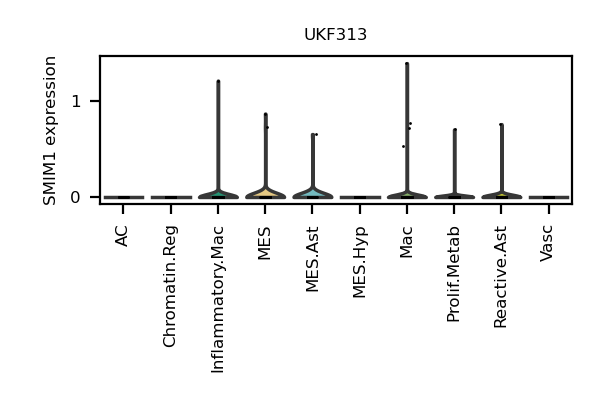 UKF313
SMIM1 expression
1
0
AC
Chromatin.Reg
Inflammatory.Mac
MES
MES.Ast
MES.Hyp
Mac
Prolif.Metab
Reactive.Ast
Vasc